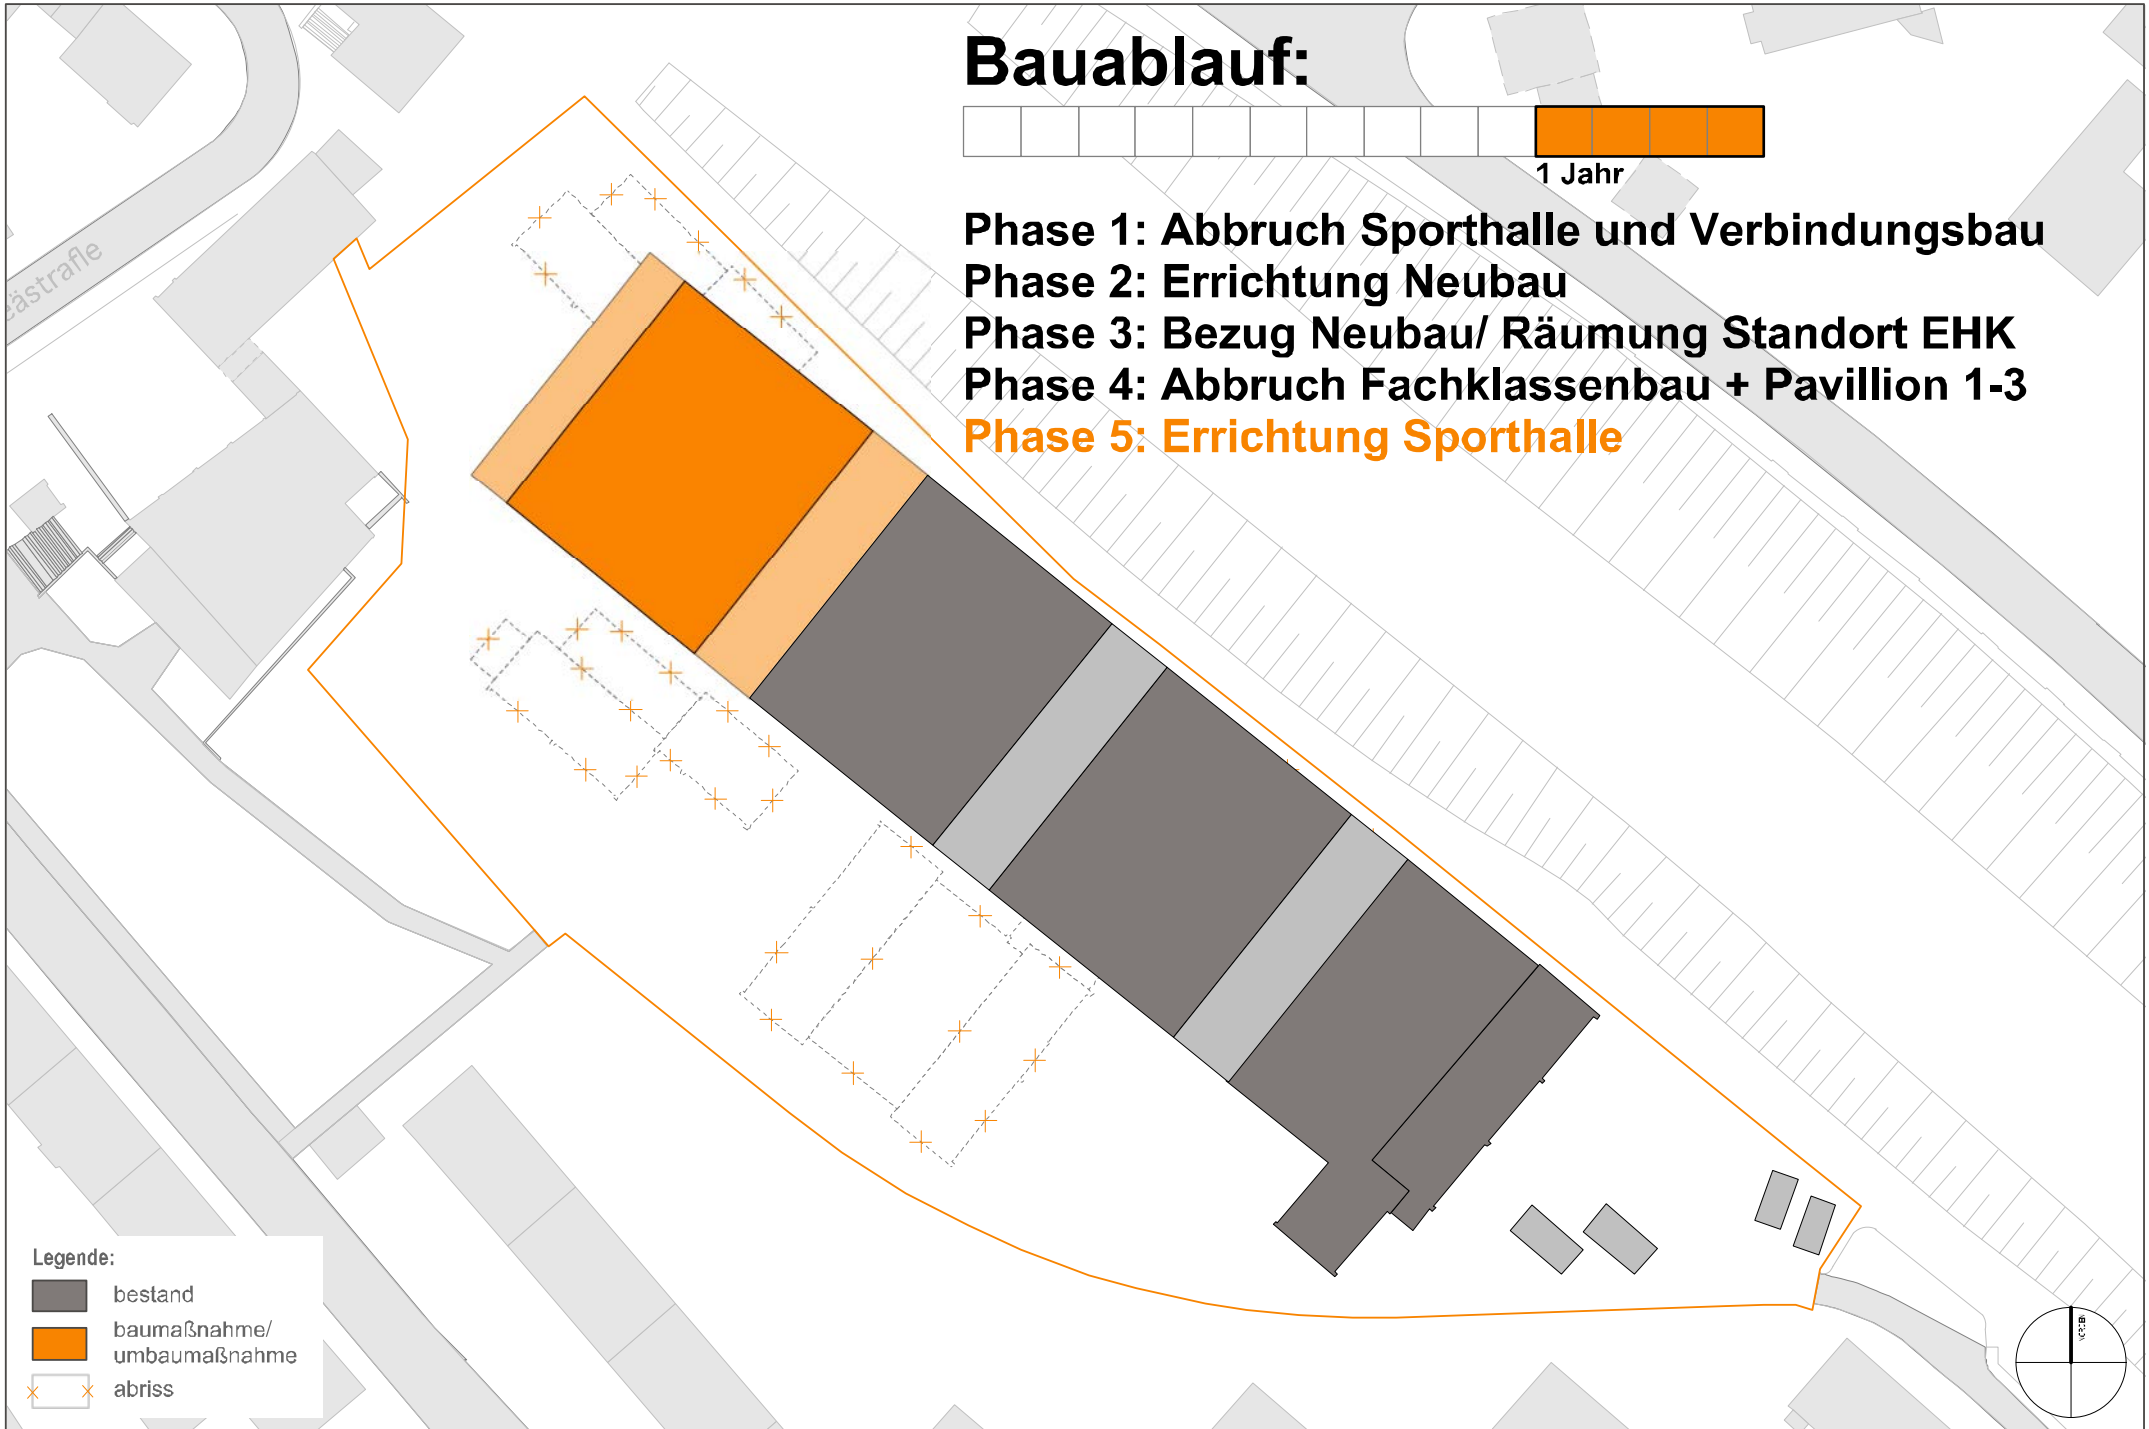 Bauablauf:
1 Jahr
Phase 1: Abbruch Sporthalle und Verbindungsbau
Phase 2: Errichtung Neubau
Phase 3: Bezug Neubau/ Räumung Standort EHK
Phase 4: Abbruch Fachklassenbau + Pavillion 1-3
Phase 5: Errichtung Sporthalle
Legende:
bestand
baumaßnahme/
umbaumaßnahme
abriss
NORDEN